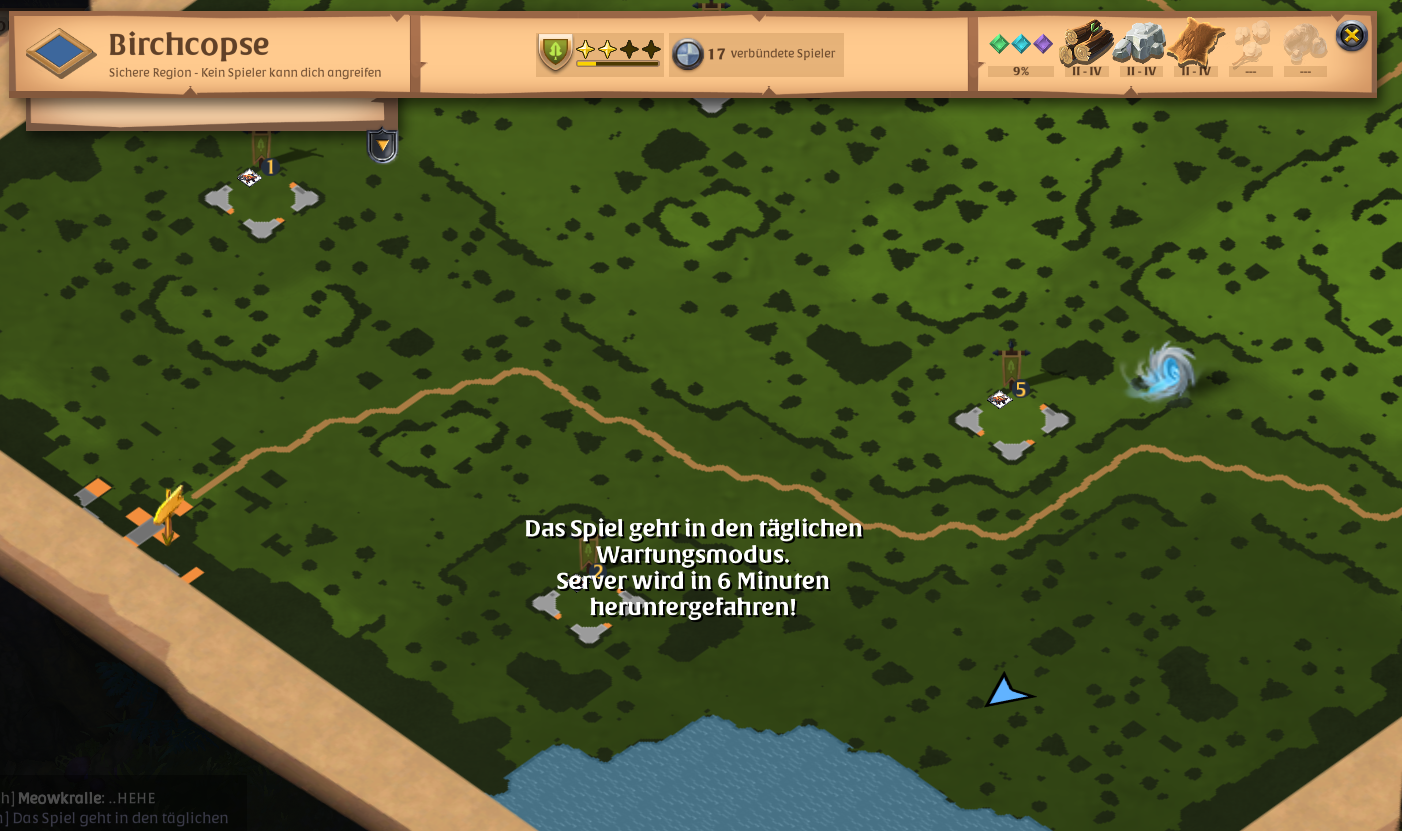 Birchcopse
Sichere Region - Kein Spieler kann dich angreifen
17 verbündete Spieler
9%
II - IV
II - IV
II - IV
---
---
1
5
2
Das Spiel geht in den täglichen
Wartungsmodus.
Server wird in 6 Minuten
heruntergefahren!
h] Meowkralle: ..HEHE
] Das Spiel geht in den täglichen